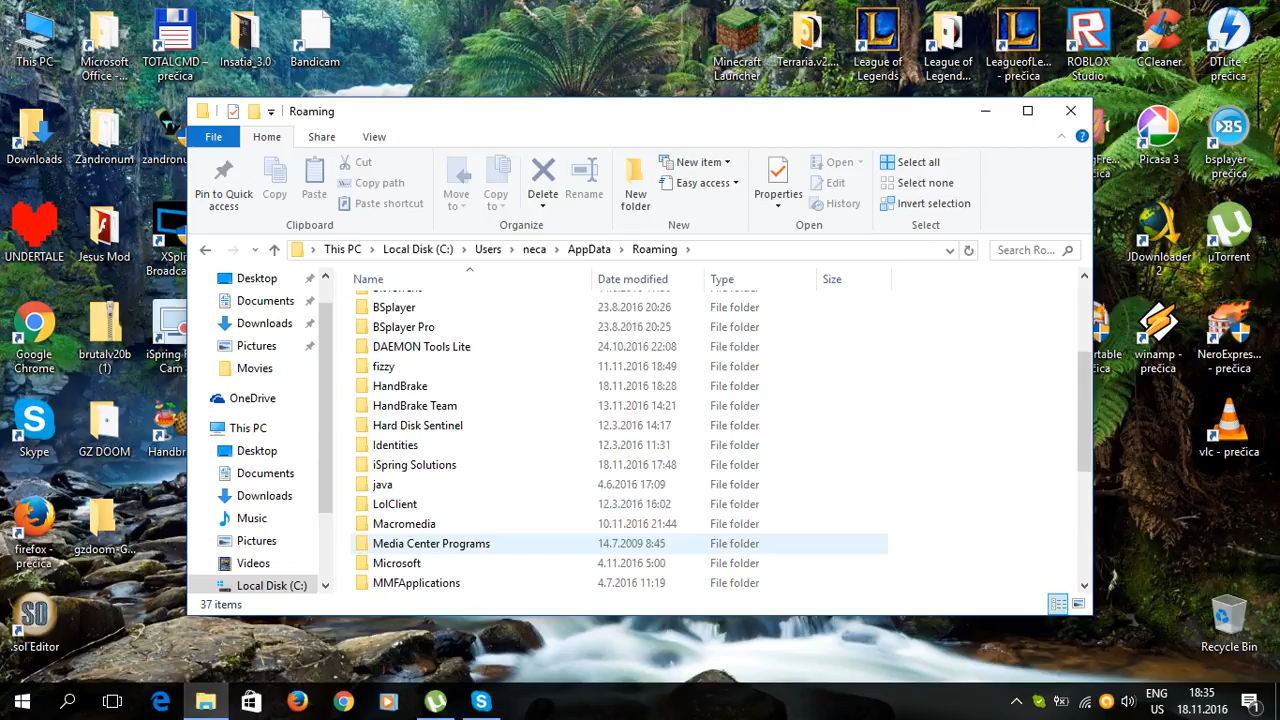 This PC
Microsoft Office -...
TOTALCMD – prečica
Insatia_3.0
Bandicam
Minecraft Launcher
Terraria.v2....
League of Legends
League of Legend...
LeagueofLe... - prečica
ROBLOX Studio
CCleaner
DTLite - prečica
Roaming
File
Home
Share
View
Pin to Quick access
Copy
Paste
Cut
Copy path
Paste shortcut
Clipboard
Move to
Copy to
Delete
Rename
Organize
New folder
New item
Easy access
New
Properties
Open
Edit
History
Open
Select all
Select none
Invert selection
Select
This PC
Local Disk (C:)
Users
neca
AppData
Roaming
Search Ro...
Name
Date modified
Type
Size
BSplayer 23.8.2016 20:26 File folder
BSplayer Pro 23.8.2016 20:25 File folder
DAEMON Tools Lite 24.10.2016 22:08 File folder
fizzy 11.11.2016 18:49 File folder
HandBrake 18.11.2016 18:28 File folder
HandBrake Team 13.11.2016 14:21 File folder
Hard Disk Sentinel 12.3.2016 14:17 File folder
Identities 12.3.2016 11:31 File folder
iSpring Solutions 18.11.2016 17:48 File folder
java 4.6.2016 17:09 File folder
LolClient 12.3.2016 16:02 File folder
Macromedia 10.11.2016 21:44 File folder
Media Center Programs 14.7.2009 8:45 File folder
Microsoft 4.11.2016 5:00 File folder
MMFApplications 4.7.2016 11:19 File folder
Desktop
Documents
Downloads
Pictures
Movies
OneDrive
This PC
Desktop
Documents
Downloads
Music
Pictures
Videos
Local Disk (C:)
37 items
Downloads
Zandronum
zandronu
Picasa 3
bsplayer - prečica
UNDERTALE
Jesus Mod
XSplit Broadca
JDownloader 2
µTorrent
Google Chrome
brutalv20b (1)
iSpring Cam
winamp - prečica
NeroExpres... - prečica
Skype
GZ DOOM
Handbr
vlc - prečica
firefox - prečica
gzdoom-G...
.sol Editor
Recycle Bin
ENG
US
18:35
18.11.2016